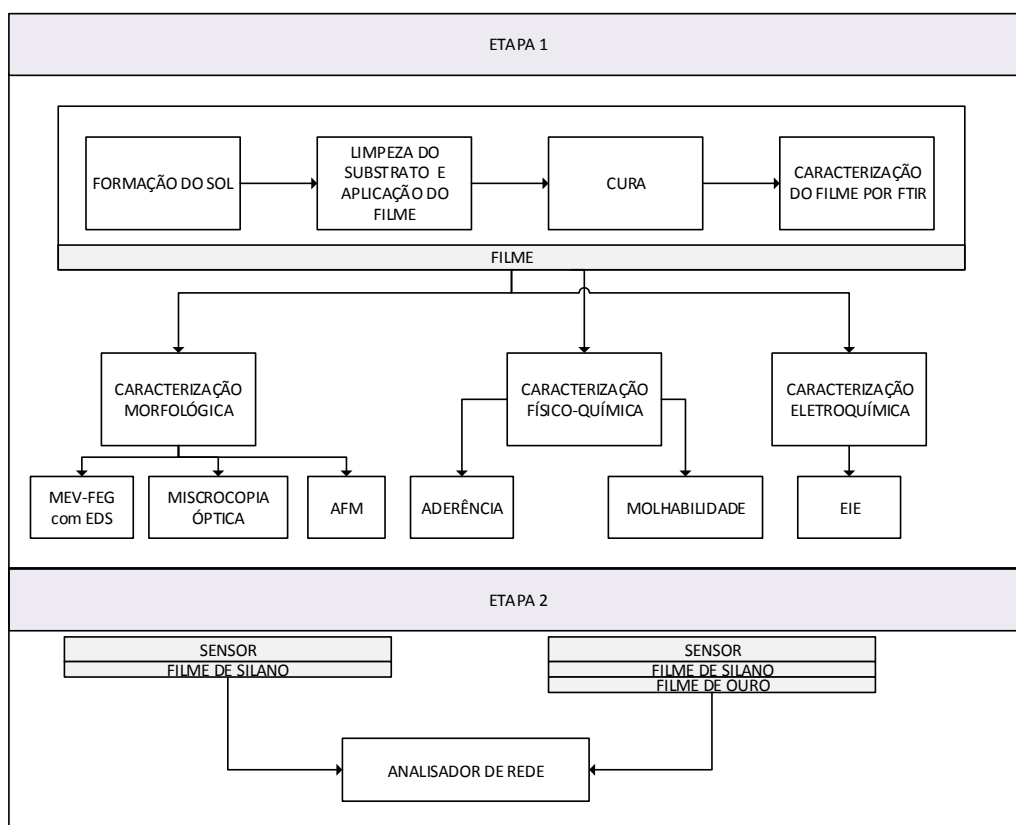 ETAPA 1
FORMAÇÃO DO SOL
LIMPEZA DO
SUBSTRATO E
APLICAÇÃO DO
FILME
CURA
CARACTERIZAÇÃO
DO FILME POR FTIR
FILME
CARACTERIZAÇÃO
MORFOLÓGICA
CARACTERIZAÇÃO
FÍSICO-QUÍMICA
CARACTERIZAÇÃO
ELETROQUÍMICA
MEV-FEG
com EDS
MISCROCOPIA
ÓPTICA
AFM
ADERÊNCIA
MOLHABILIDADE
EIE
ETAPA 2
SENSOR
FILME DE SILANO
SENSOR
FILME DE SILANO
FILME DE OURO
ANALISADOR DE REDE